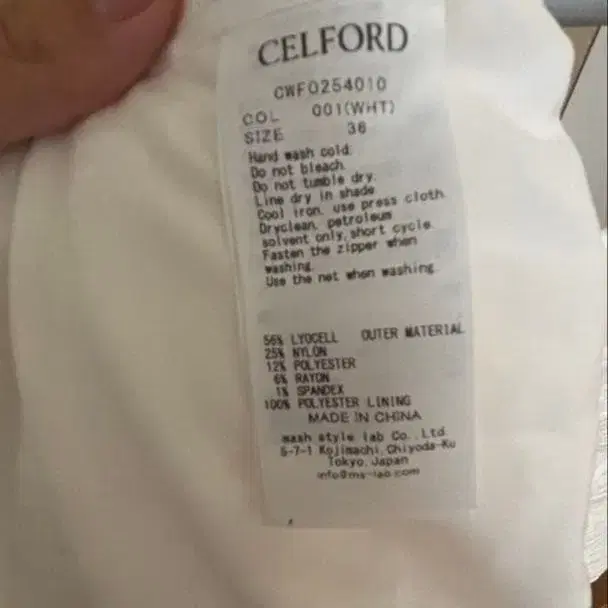 CELFORD
CWFO254010
COL 001(WHT)
SIZE 36
Hand wash cold.
Do not bleach.
Do not tumble dry.
Line dry in shade
Cool iron, use press cloth.
Dryclean, petroleum
solvent only, short cycle.
Fasten the zipper when
washing.
Use the net when washing.
56% LYOCELL OUTER MATERIAL
25% NYLON
12% POLYESTER
6% RAYON
1% SPANDEX
100% POLYESTER LINING
MADE IN CHINA
mash style lab Co., Ltd.
5-7-1 Kojimachi, Chiyoda-Ku
Tokyo, Japan
info@ms-lab.com